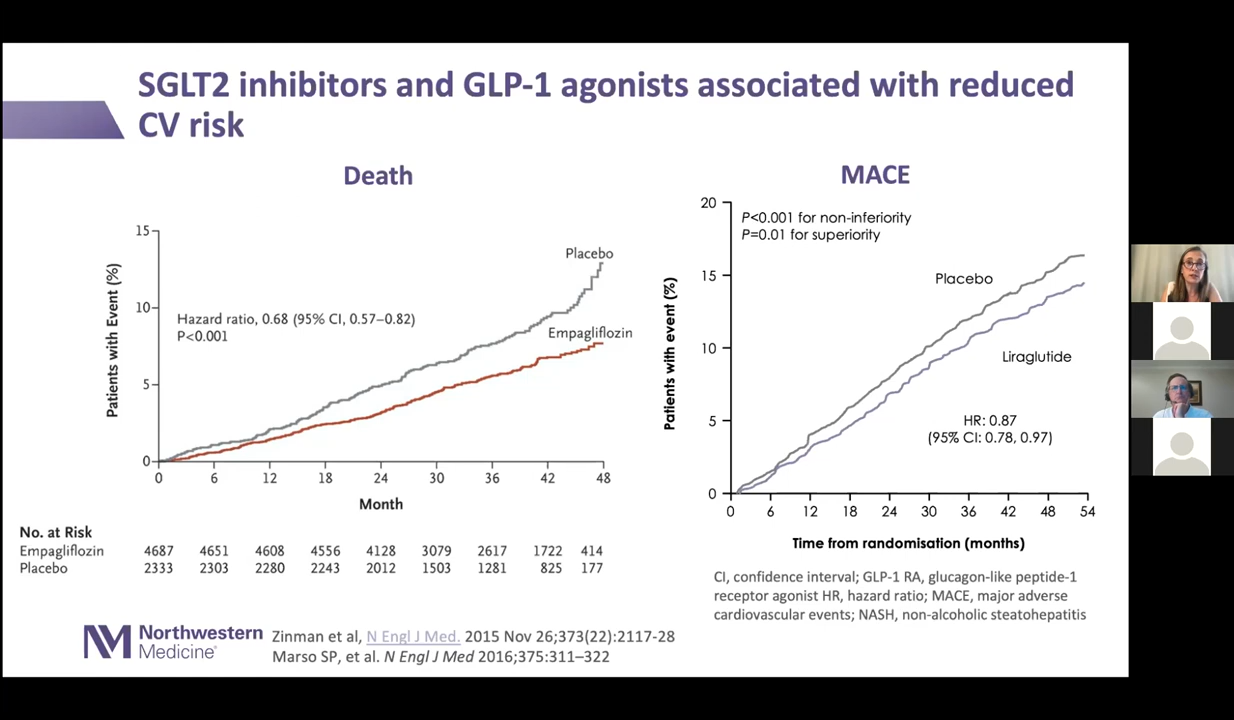 SGLT2 inhibitors and GLP-1 agonists associated with reduced
CV risk
Death
Patients with Event (%)
15
10
5
0
Placebo
Hazard ratio, 0.68 (95% CI, 0.57–0.82)
P<0.001
Empagliflozin
0 6 12 18 24 30 36 42 48
Month
No. at Risk
Empagliflozin 4687 4651 4608 4556 4128 3079 2617 1722 414
Placebo 2333 2303 2280 2243 2012 1503 1281 825 177
MACE
Patients with event (%)
20
15
10
5
0
P<0.001 for non-inferiority
P=0.01 for superiority
Placebo
Liraglutide
HR: 0.87
(95% CI: 0.78, 0.97)
0 6 12 18 24 30 36 42 48 54
Time from randomisation (months)
CI, confidence interval; GLP-1 RA, glucagon-like peptide-1
receptor agonist HR, hazard ratio; MACE, major adverse
cardiovascular events; NASH, non-alcoholic steatohepatitis
NM Northwestern
Medicine®
Zinman et al, N Engl J Med. 2015 Nov 26;373(22):2117-28
Marso SP, et al. N Engl J Med 2016;375:311–322